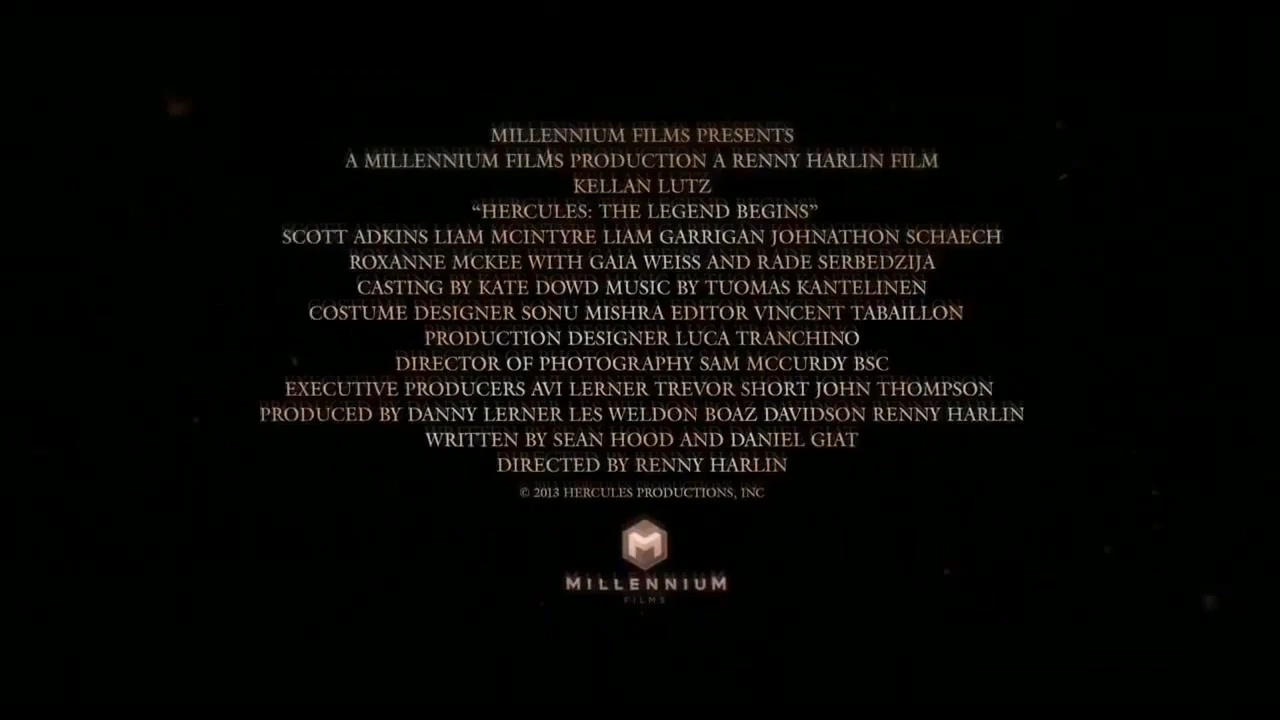 MILLENNIUM FILMS PRESENTS
A MILLENNIUM FILMS PRODUCTION A RENNY HARLIN FILM
KELLAN LUTZ
“HERCULES: THE LEGEND BEGINS”
SCOTT ADKINS LIAM MCINTYRE LIAM GARRIGAN JOHNATHON SCHAECH
ROXANNE MCKEE WITH GAIA WEISS AND RADE SERBEDZIJA
CASTING BY KATE DOWD MUSIC BY TUOMAS KANTELINEN
COSTUME DESIGNER SONU MISHRA EDITOR VINCENT TABAILLON
PRODUCTION DESIGNER LUCA TRANCHINO
DIRECTOR OF PHOTOGRAPHY SAM MCCURDY BSC
EXECUTIVE PRODUCERS AVI LERNER TREVOR SHORT JOHN THOMPSON
PRODUCED BY DANNY LERNER LES WELDON BOAZ DAVIDSON RENNY HARLIN
WRITTEN BY SEAN HOOD AND DANIEL GIAT
DIRECTED BY RENNY HARLIN
© 2013 HERCULES PRODUCTIONS, INC
M
MILLENNIUM
FILMS